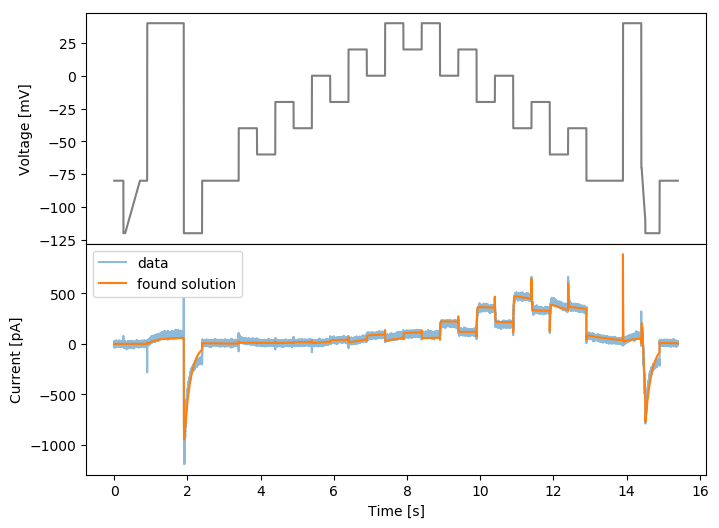 25
0
−25
−50
−75
−100
−125
Voltage [mV]
data
found solution
500
0
−500
−1000
Current [pA]
0 2 4 6 8 10 12 14 16
Time [s]